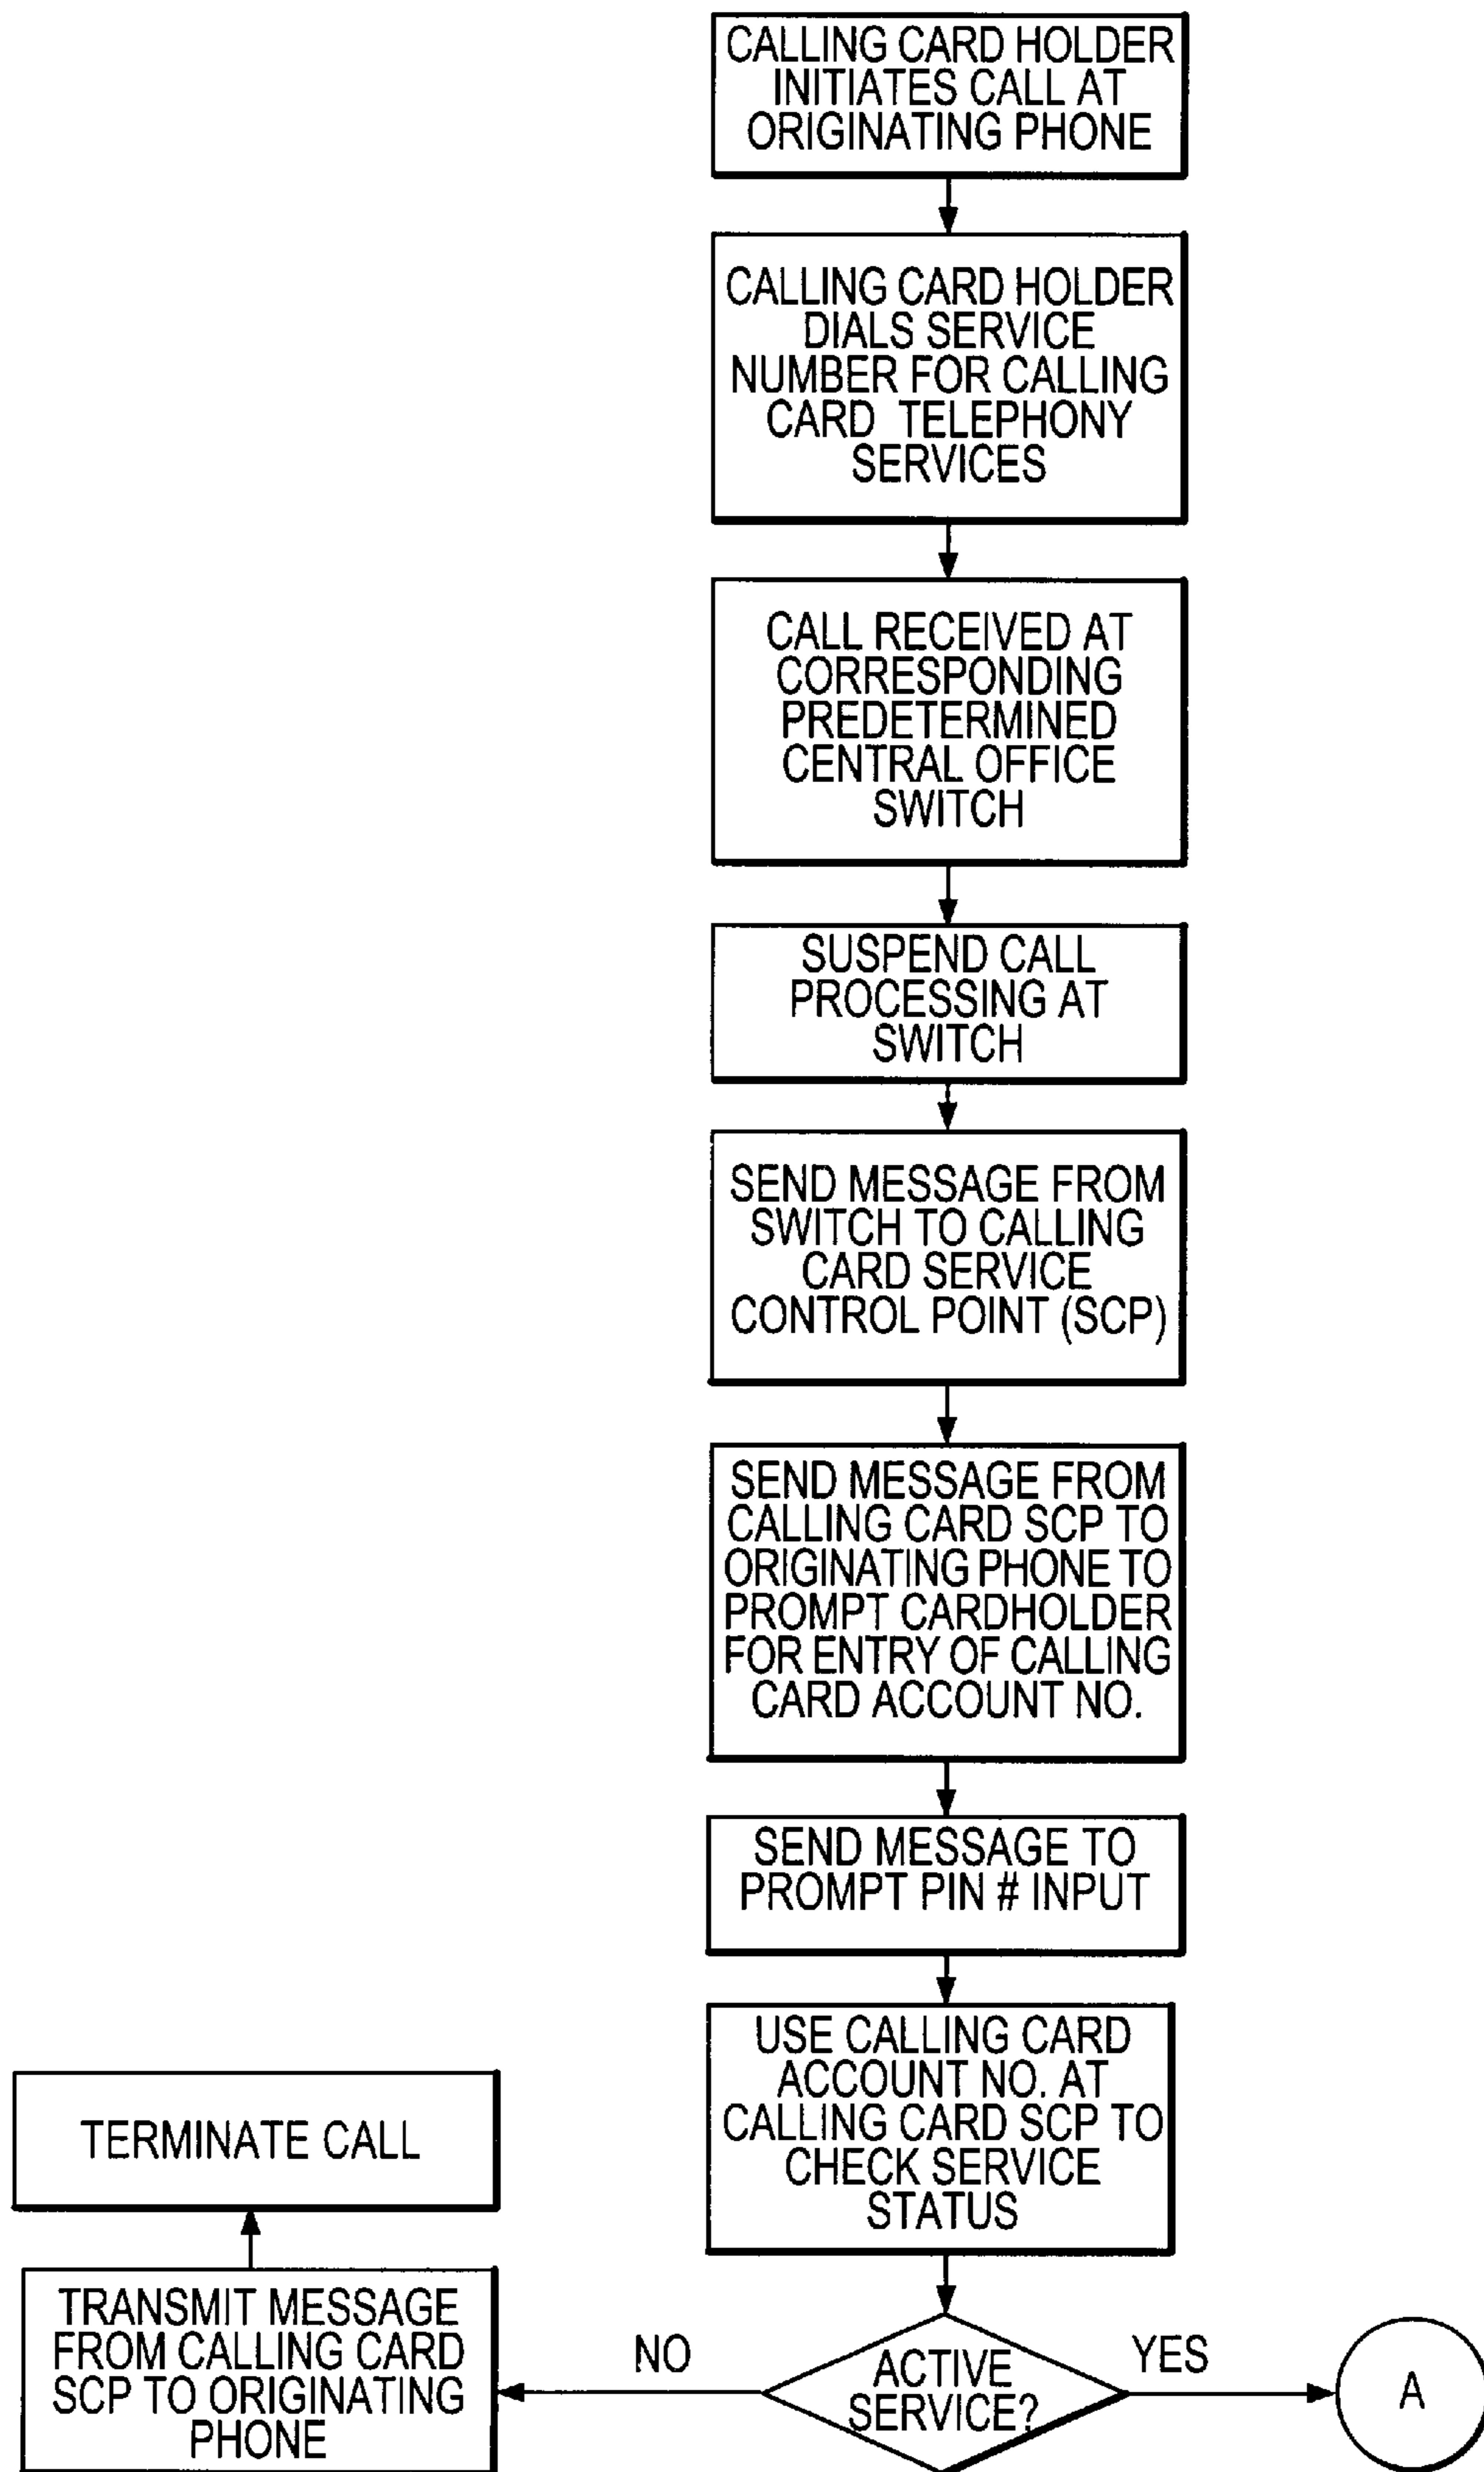 CALLING CARD HOLDER
INITIATES CALL AT
ORIGINATING PHONE
CALLING CARD HOLDER
DIALS SERVICE
NUMBER FOR CALLING
CARD TELEPHONY
SERVICES
CALL RECEIVED AT
CORRESPONDING
PREDETERMINED
CENTRAL OFFICE
SWITCH
SUSPEND CALL
PROCESSING AT
SWITCH
SEND MESSAGE FROM
SWITCH TO CALLING
CARD SERVICE
CONTROL POINT (SCP)
SEND MESSAGE FROM
CALLING CARD SCP TO
ORIGINATING PHONE TO
PROMPT CARDHOLDER
FOR ENTRY OF CALLING
CARD ACCOUNT NO.
SEND MESSAGE TO
PROMPT PIN # INPUT
USE CALLING CARD
ACCOUNT NO. AT
CALLING CARD SCP TO
CHECK SERVICE
STATUS
ACTIVE
SERVICE?
NO
YES
A
TRANSMIT MESSAGE
FROM CALLING CARD
SCP TO ORIGINATING
PHONE
TERMINATE CALL